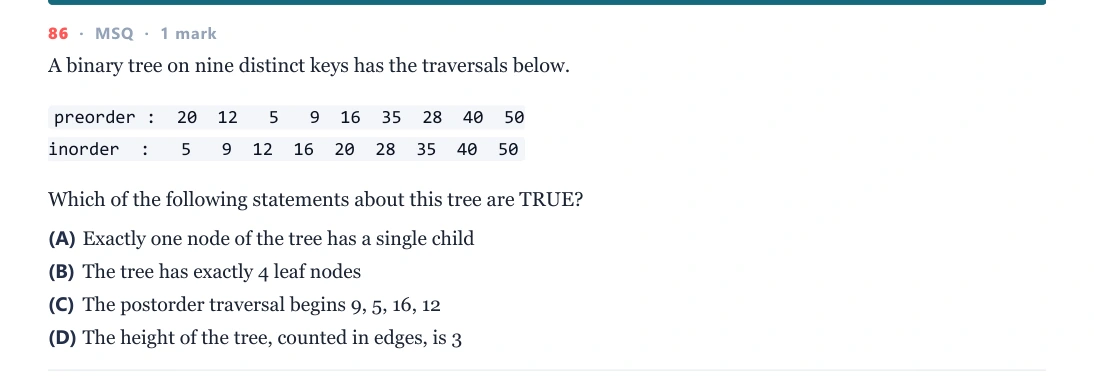 86 · MSQ · 1 mark
A binary tree on nine distinct keys has the traversals below.
preorder : 20 12 5 9 16 35 28 40 50
inorder : 5 9 12 16 20 28 35 40 50
Which of the following statements about this tree are TRUE?
(A) Exactly one node of the tree has a single child
(B) The tree has exactly 4 leaf nodes
(C) The postorder traversal begins 9, 5, 16, 12
(D) The height of the tree, counted in edges, is 3